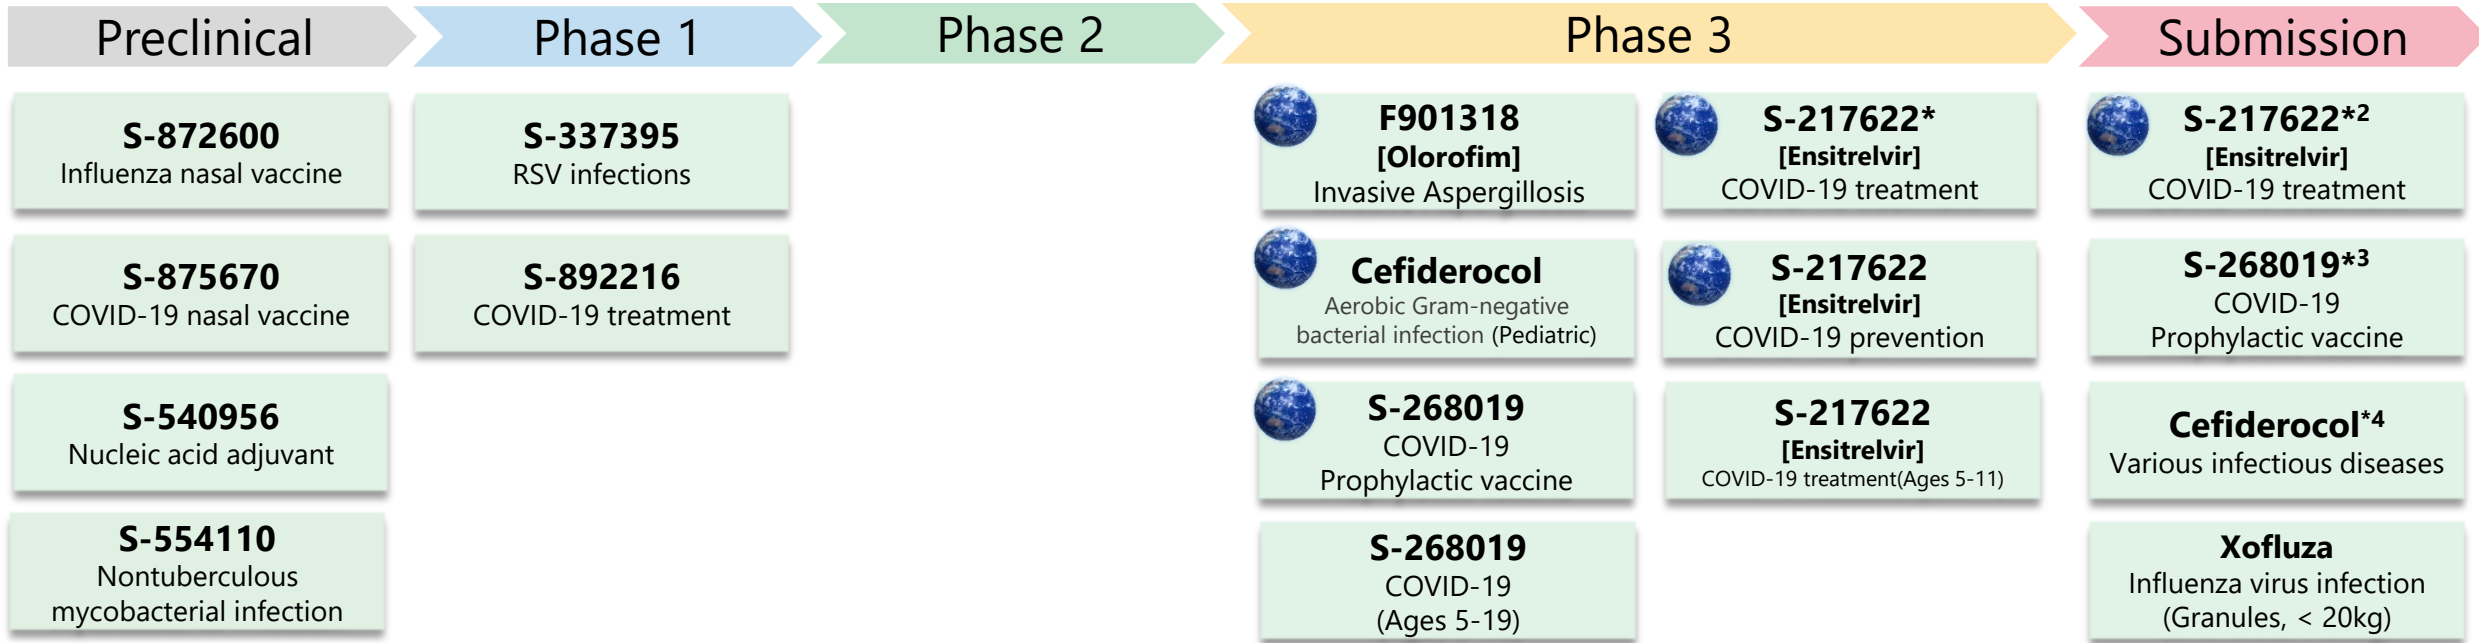 Preclinical
Phase 1
Phase 2
Phase 3
Submission
S-872600
Influenza nasal vaccine
S-875670
COVID-19 nasal vaccine
S-540956
Nucleic acid adjuvant
S-554110
Nontuberculous
mycobacterial infection
S-337395
RSV infections
S-892216
COVID-19 treatment
F901318
[Olorofim]
Invasive Aspergillosis
Cefiderocol
Aerobic Gram-negative
bacterial infection (Pediatric)
S-268019
COVID-19
Prophylactic vaccine
S-268019
COVID-19
(Ages 5-19)
S-217622*
[Ensitrelvir]
COVID-19 treatment
S-217622
[Ensitrelvir]
COVID-19 prevention
S-217622
[Ensitrelvir]
COVID-19 treatment(Ages 5-11)
S-217622*2
[Ensitrelvir]
COVID-19 treatment
S-268019*3
COVID-19
Prophylactic vaccine
Cefiderocol*4
Various infectious diseases
Xofluza
Influenza virus infection
(Granules, < 20kg)